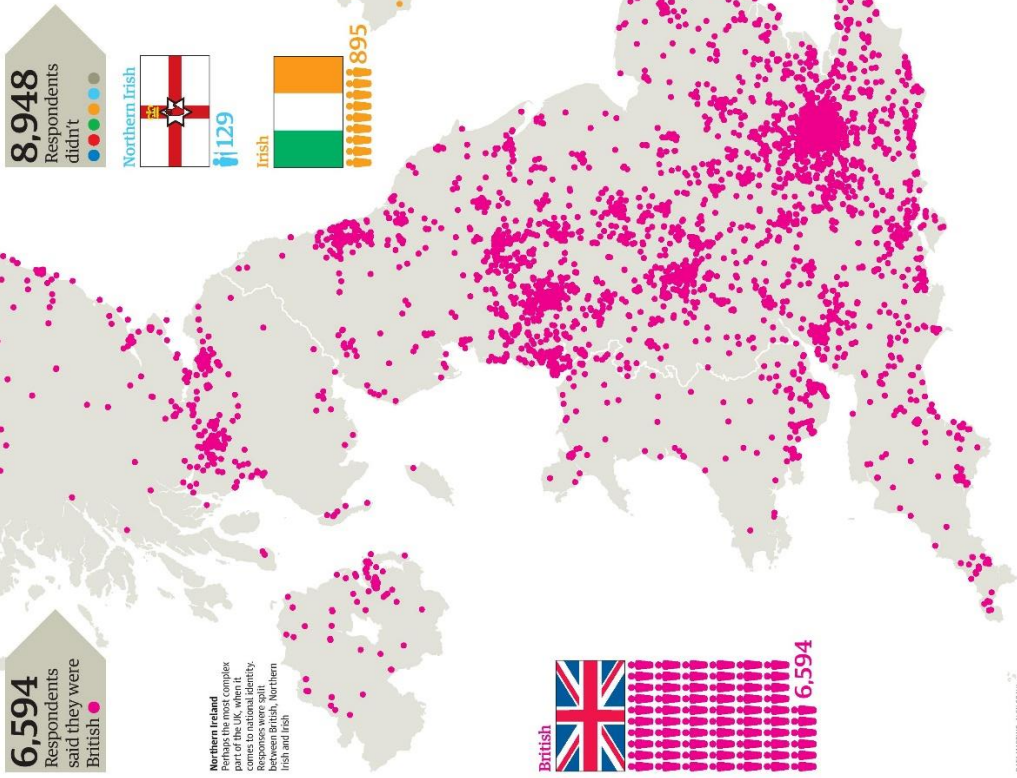 6,594
Respondents
said they were
British
8,948
Respondents
didn't
Northern Irish
129
Irish
895
Northern Ireland
Perhaps the most complex
part of the UK, when it
comes to national identity.
Responses were split
between British, Northern
Irish and Irish
British
6,594